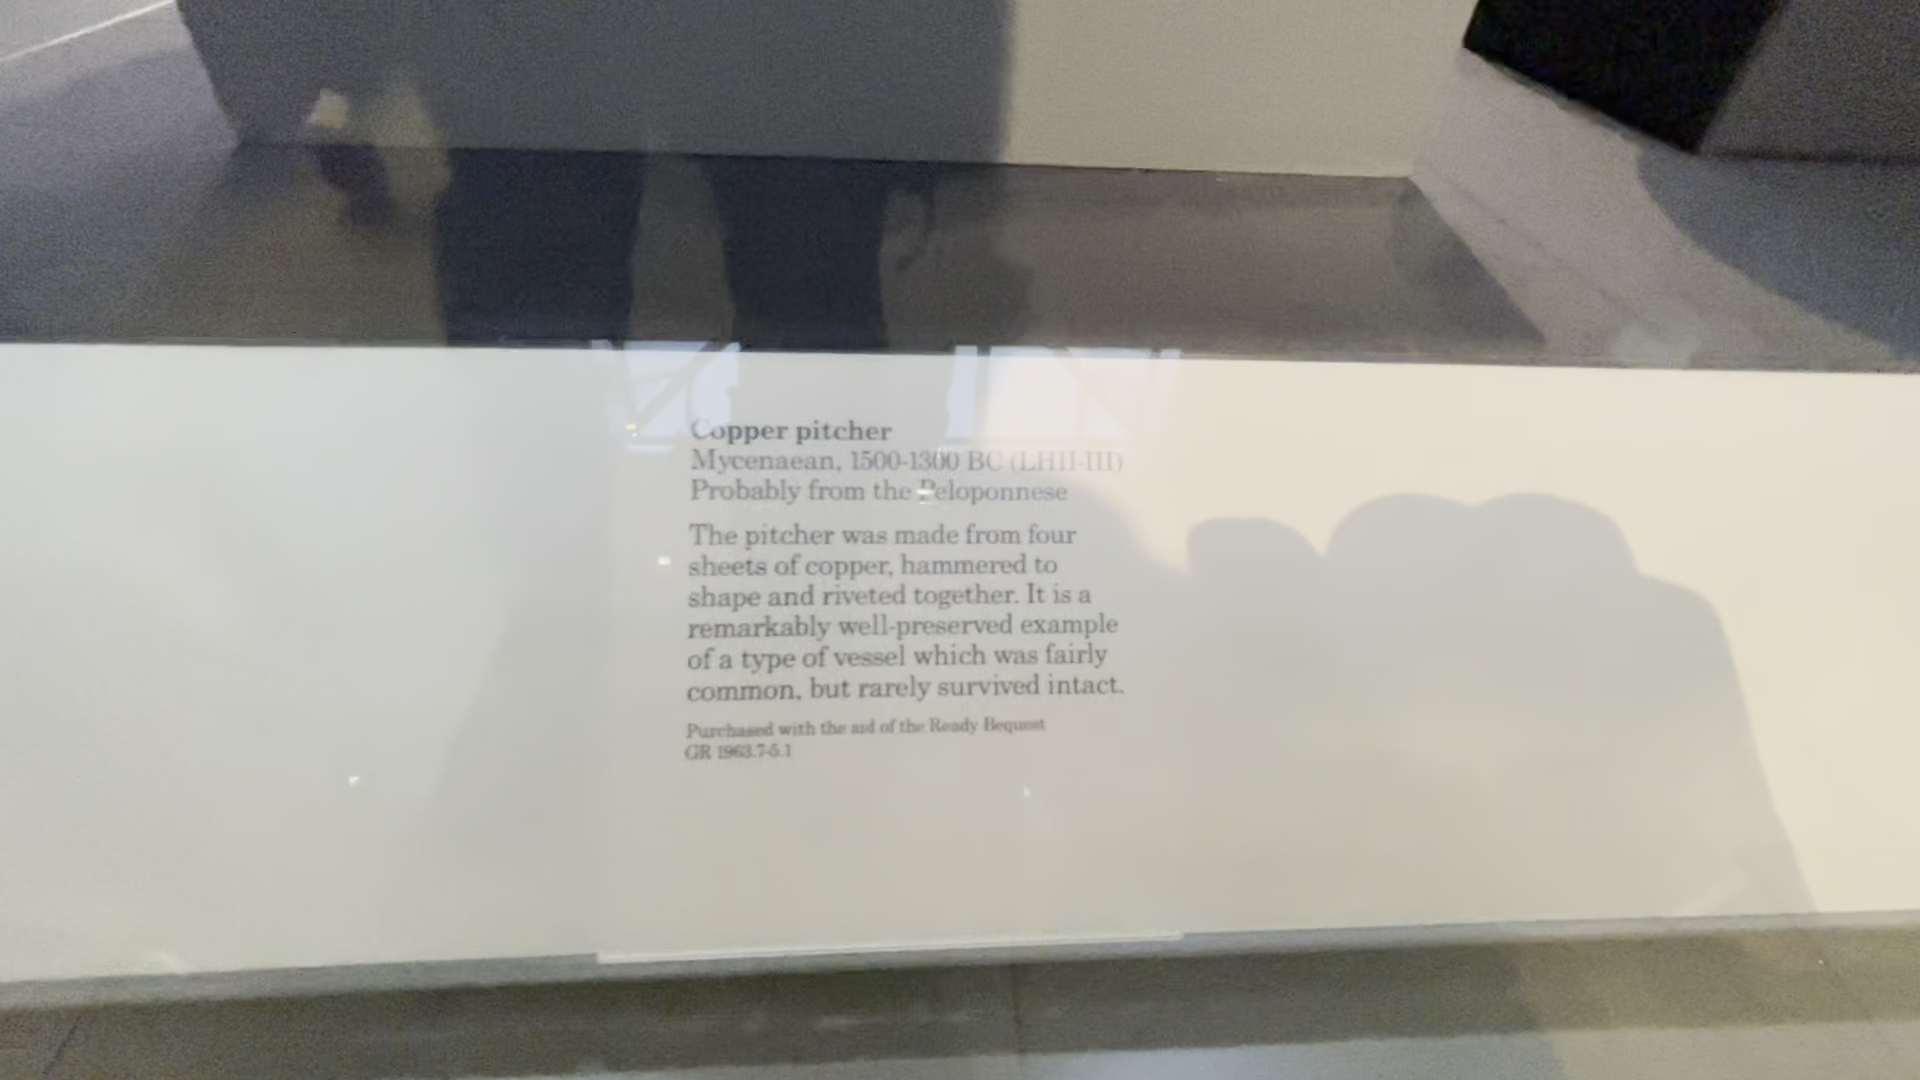 Copper pitcher
Mycenaean, 1500-1300 BC (LHII-III)
Probably from the Peloponnese
The pitcher was made from four
sheets of copper, hammered to
shape and riveted together. It is a
remarkably well-preserved example
of a type of vessel which was fairly
common, but rarely survived intact.
Purchased with the aid of the Ready Bequest
GR 1963.7-5.1